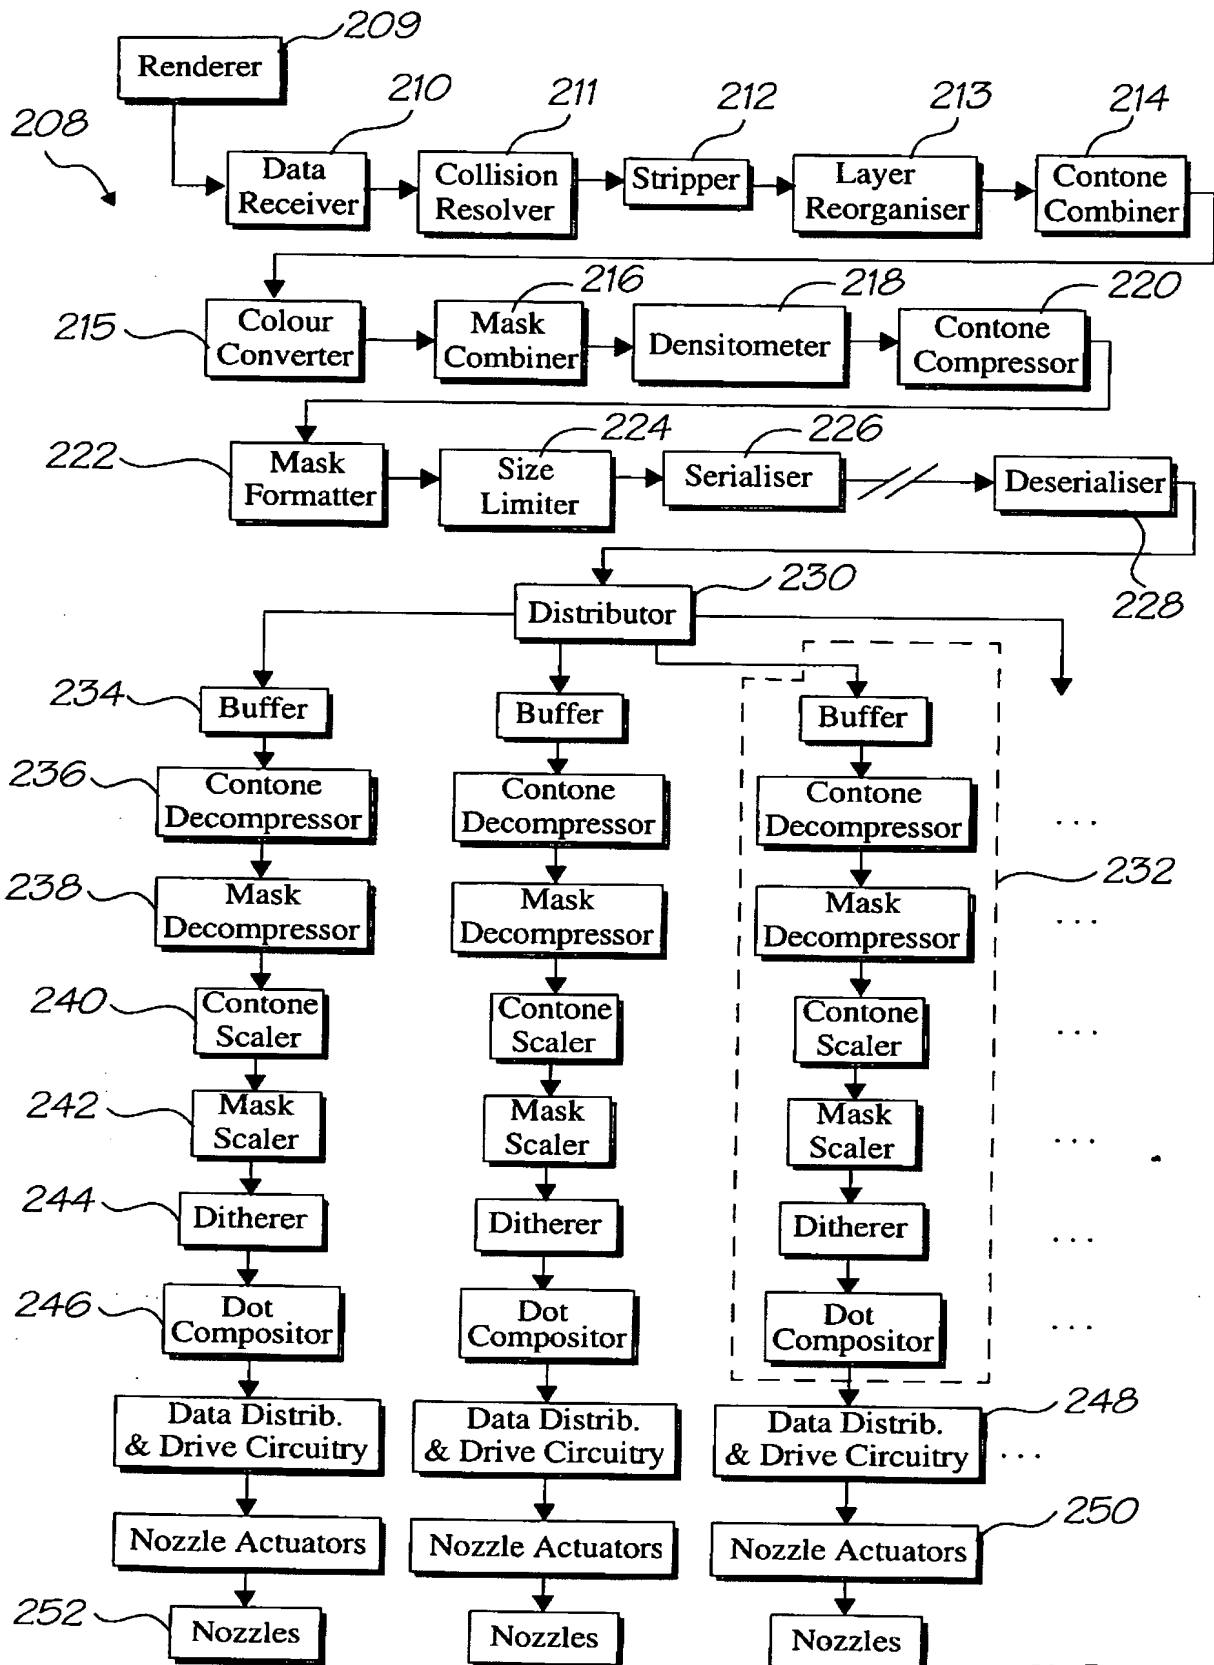 209
Renderer
210
211
212
213
214
208
Data
Receiver
Collision
Resolver
Stripper
Layer
Reorganiser
Contone
Combiner
216
218
220
215
Colour
Converter
Mask
Combiner
Densitometer
Contone
Compressor
222
224
226
Mask
Formatter
Size
Limiter
Serialiser
Deserialiser
228
230
Distributor
234
Buffer
Buffer
Buffer
236
Contone
Decompressor
Contone
Decompressor
Contone
Decompressor
...
232
238
Mask
Decompressor
Mask
Decompressor
Mask
Decompressor
...
240
Contone
Scaler
Contone
Scaler
Contone
Scaler
...
242
Mask
Scaler
Mask
Scaler
Mask
Scaler
...
244
Ditherer
Ditherer
Ditherer
...
246
Dot
Compositor
Dot
Compositor
Dot
Compositor
...
248
Data Distrib.
& Drive Circuitry
Data Distrib.
& Drive Circuitry
Data Distrib.
& Drive Circuitry
...
250
Nozzle Actuators
Nozzle Actuators
Nozzle Actuators
252
Nozzles
Nozzles
Nozzles